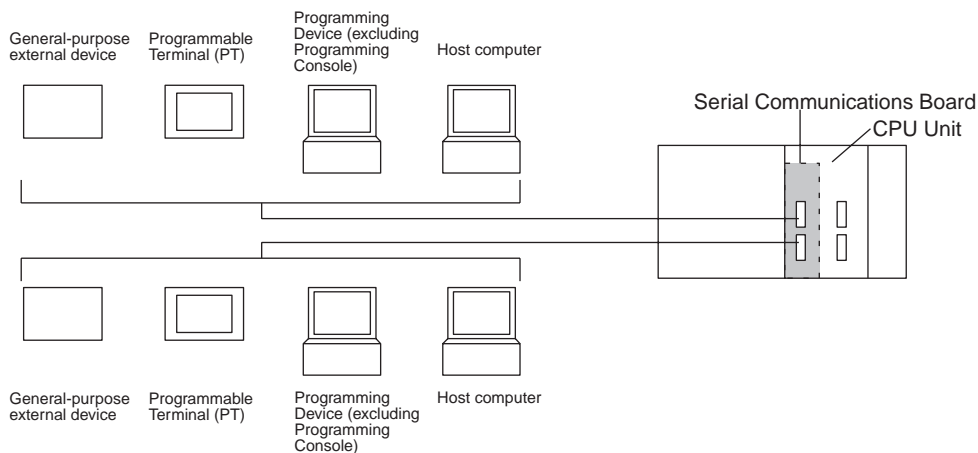 General-purpose
external device
Programmable
Terminal (PT)
Programming
Device (excluding
Programming
Console)
Host computer
Serial Communications Board
CPU Unit
General-purpose
external device
Programmable
Terminal (PT)
Programming
Device (excluding
Programming
Console)
Host computer